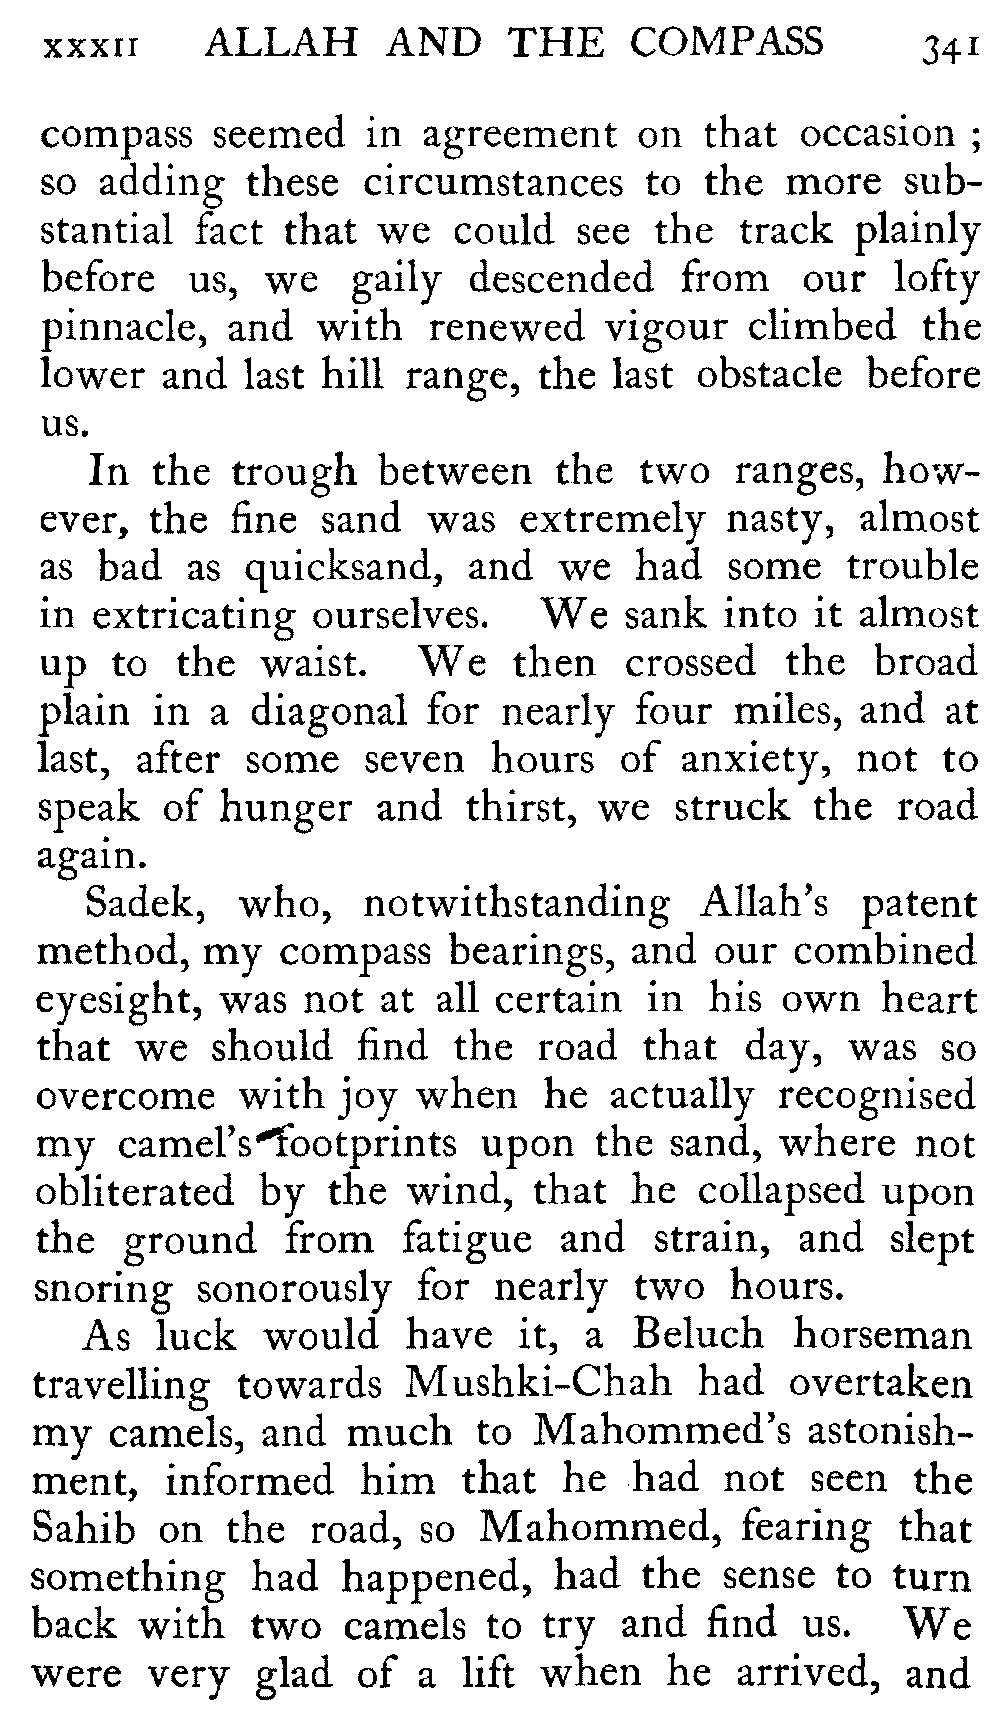 xxxii ALLAH AND THE COMPASS 341
compass seemed in agreement on that occasion ;
so adding these circumstances to the more sub-
stantial fact that we could see the track plainly
before us, we gaily descended from our lofty
pinnacle, and with renewed vigour climbed the
lower and last hill range, the last obstacle before
us.
In the trough between the two ranges, how-
ever, the fine sand was extremely nasty, almost
as bad as quicksand, and we had some trouble
in extricating ourselves. We sank into it almost
up to the waist. We then crossed the broad
plain in a diagonal for nearly four miles, and at
last, after some seven hours of anxiety, not to
speak of hunger and thirst, we struck the road
again.
Sadek, who, notwithstanding Allah's patent
method, my compass bearings, and our combined
eyesight, was not at all certain in his own heart
that we should find the road that day, was so
overcome with joy when he actually recognised
my camel's footprints upon the sand, where not
obliterated by the wind, that he collapsed upon
the ground from fatigue and strain, and slept
snoring sonorously for nearly two hours.
As luck would have it, a Beluch horseman
travelling towards Mushki-Chah had overtaken
my camels, and much to Mahommed's astonish-
ment, informed him that he had not seen the
Sahib on the road, so Mahommed, fearing that
something had happened, had the sense to turn
back with two camels to try and find us. We
were very glad of a lift when he arrived, and